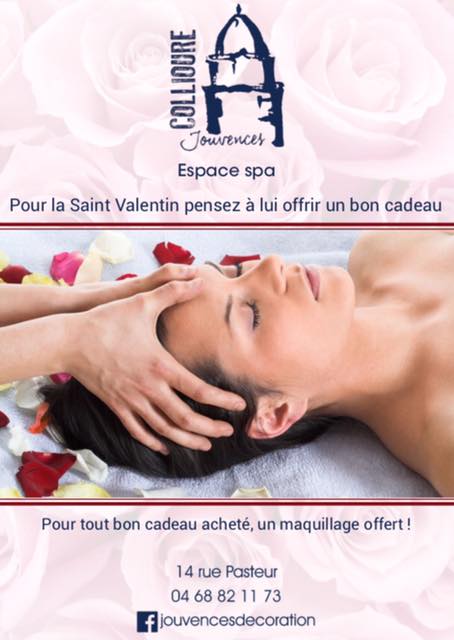 COLLIOURE
Jouvences
Espace spa
Pour la Saint Valentin pensez à lui offrir un bon cadeau
Pour tout bon cadeau acheté, un maquillage offert !
14 rue Pasteur
04 68 82 11 73
jouvencesdecoration